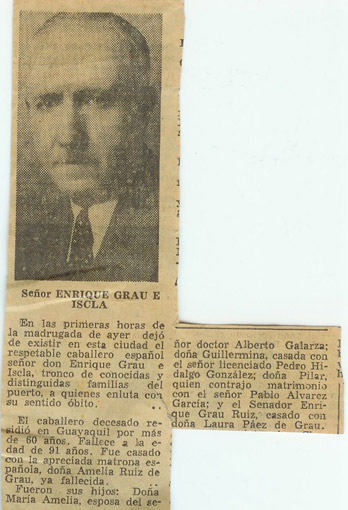 Señor ENRIQUE GRAU E
ISCLA
En las primeras horas de
la madrugada de ayer dejó
de existir en esta ciudad el
respetable caballero español
señor don Enrique Grau e
Iscla, tronco de conocidas y
distinguidas familias del
puerto, a quienes enluta con
su sentido óbito.
El caballero decesado re-
sidió en Guayaquil por más
de 60 años. Fallece a la e-
dad de 91 años. Fue casado
con la apreciada matrona es-
pañola, doña Amelia Ruiz de
Grau, ya fallecida.
Fueron sus hijos: Doña
María Amelia, esposa del se-
ñor doctor Alberto Galarza;
doña Guillermina, casada con
el señor licenciado Pedro Hi-
dalgo González; doña Pilar,
quien contrajo matrimonio
con el señor Pablo Alvarez
García; y el Senador Enri-
que Grau Ruiz, casado con
doña Laura Páez de Grau.